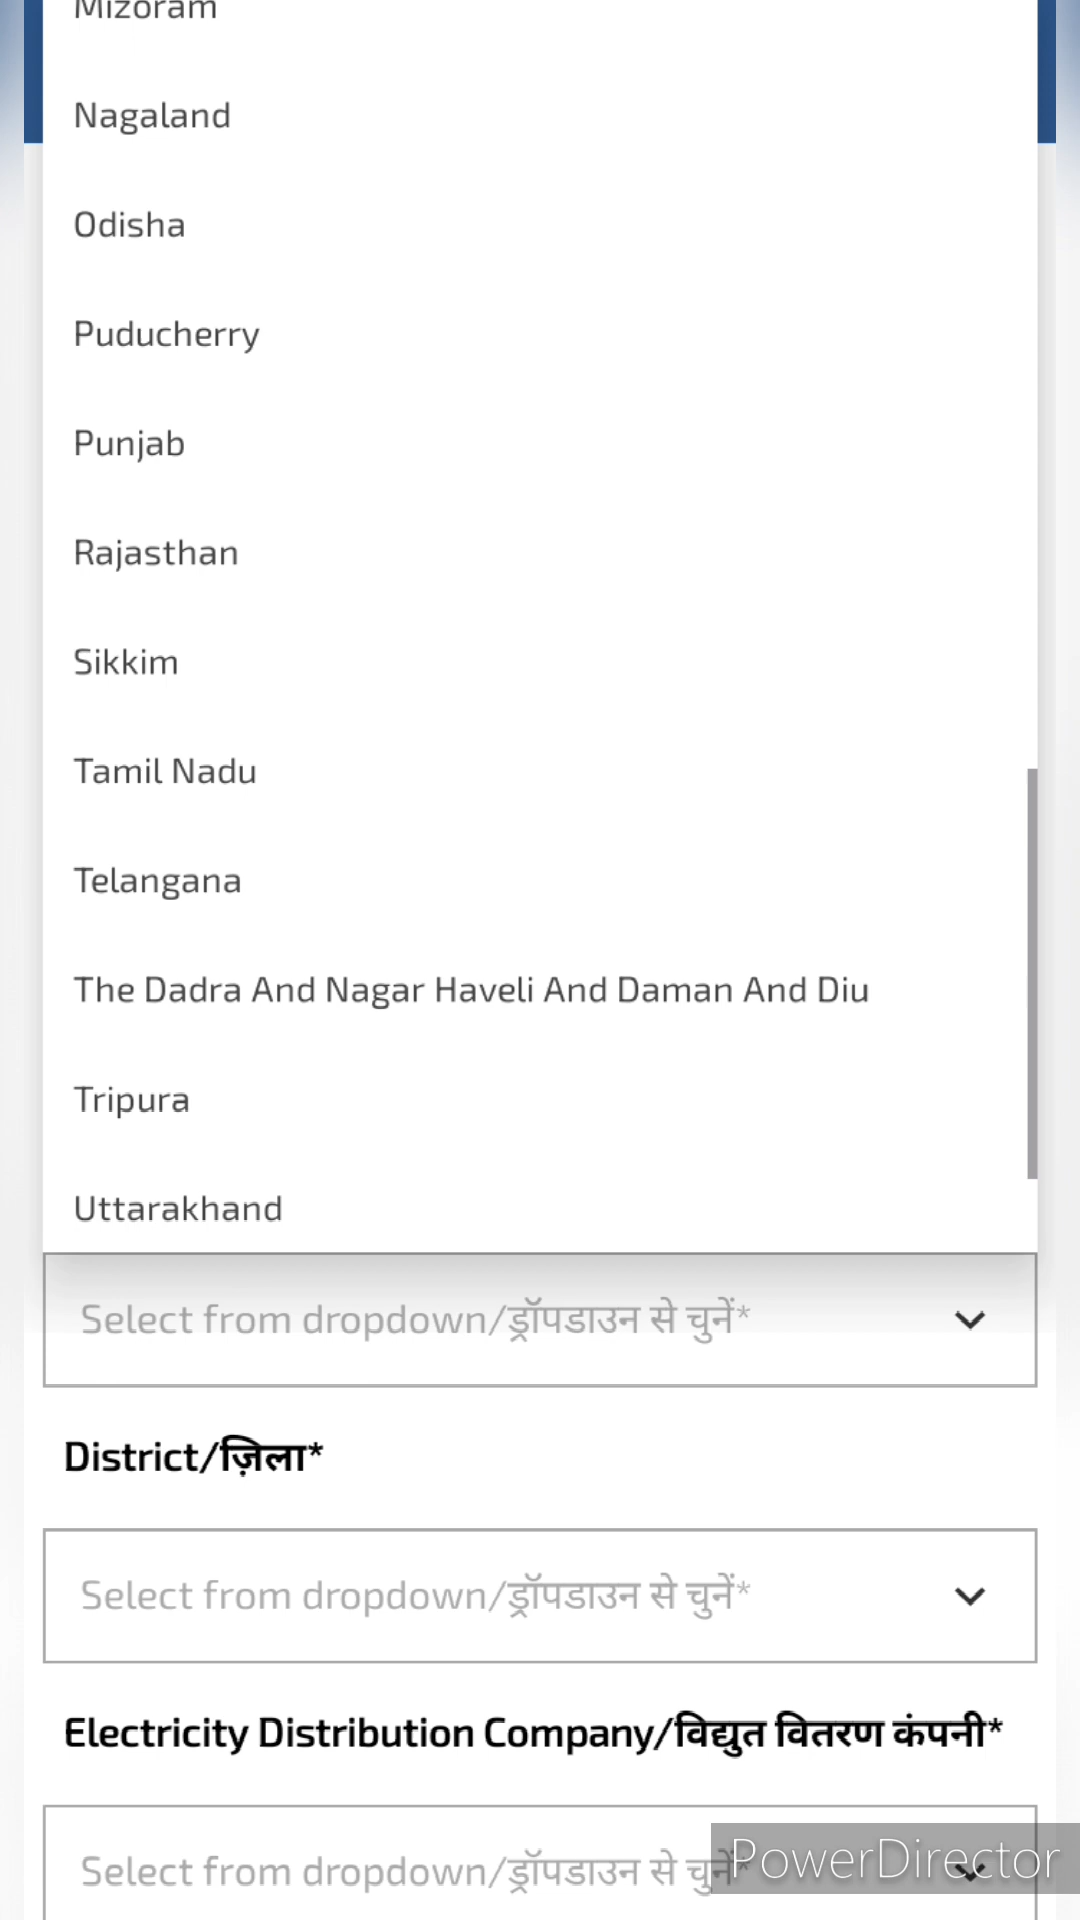 Mizoram
Nagaland
Odisha
Puducherry
Punjab
Rajasthan
Sikkim
Tamil Nadu
Telangana
The Dadra And Nagar Haveli And Daman And Diu
Tripura
Uttarakhand
Select from dropdown/ड्रॉपडाउन से चुनें*
District/ज़िला*
Select from dropdown/ड्रॉपडाउन से चुनें*
Electricity Distribution Company/विद्युत वितरण कंपनी*
Select from dropdown/ड्रॉपडाउन से चुनें*
PowerDirector